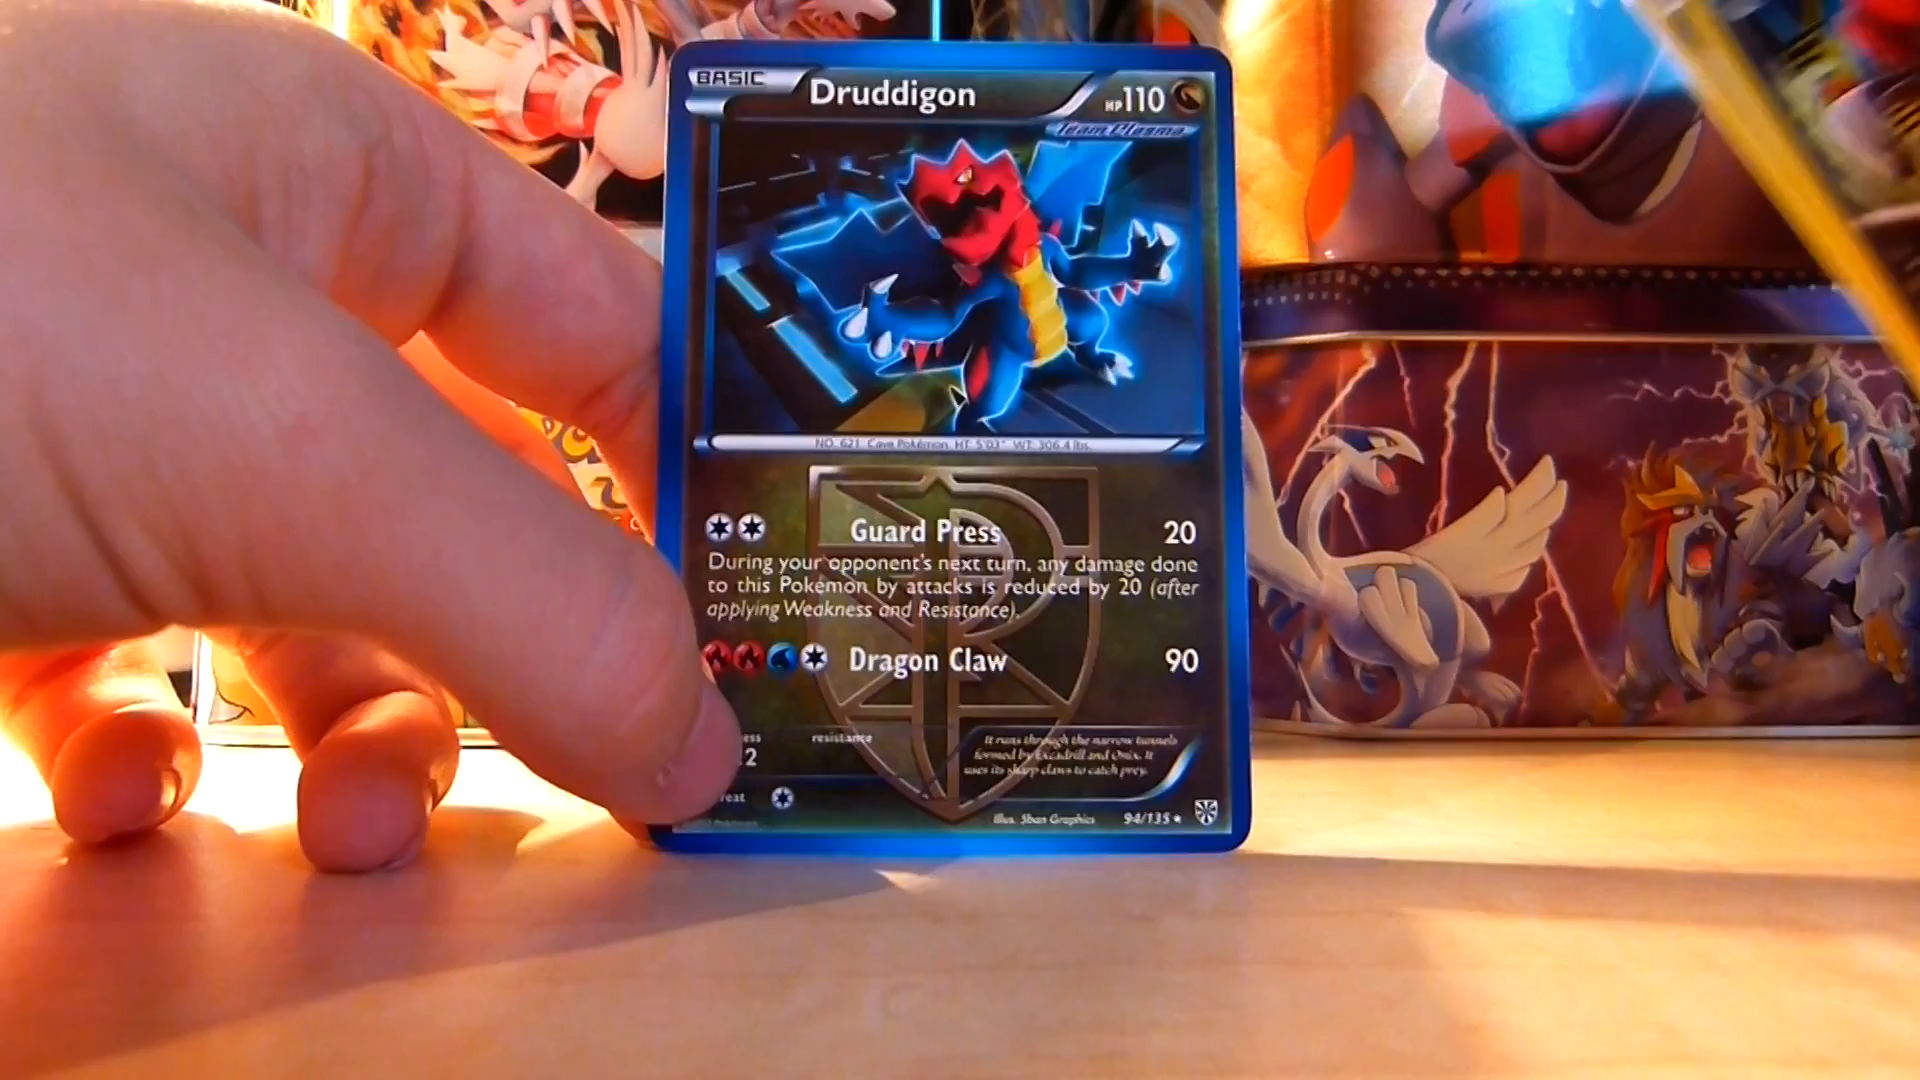 BASIC Druddigon HP110
Team Plasma
NO. 621 Cave Pokémon HT: 5'03" WT: 306.4 lbs.
Guard Press 20
During your opponent's next turn, any damage done
to this Pokémon by attacks is reduced by 20 (after
applying Weakness and Resistance).
Dragon Claw 90
ess resistance
2
It runs through the narrow tunnels
formed by Excadrill and Onix. It
uses its sharp claws to catch prey.
reat
Illus. 5ban Graphics 94/135